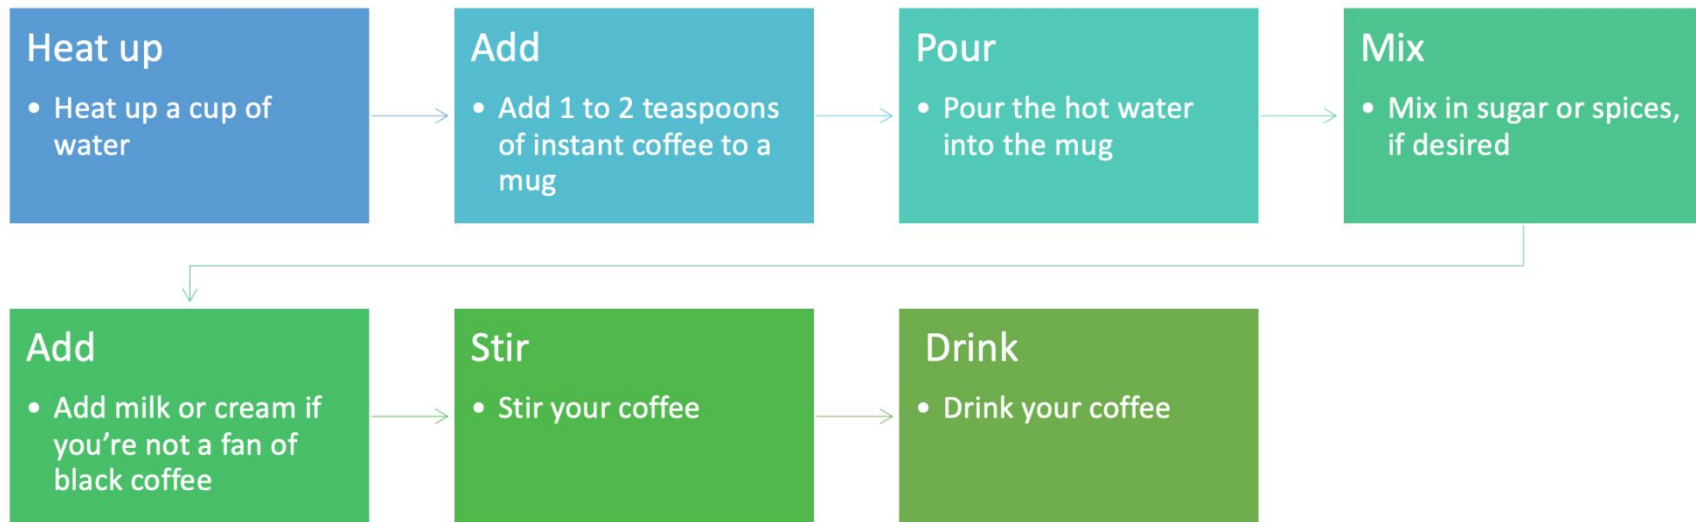 Heat up
• Heat up a cup of
water
Add
• Add 1 to 2 teaspoons
of instant coffee to a
mug
Pour
• Pour the hot water
into the mug
Mix
• Mix in sugar or spices,
if desired
Add
• Add milk or cream if
you’re not a fan of
black coffee
Stir
• Stir your coffee
Drink
• Drink your coffee